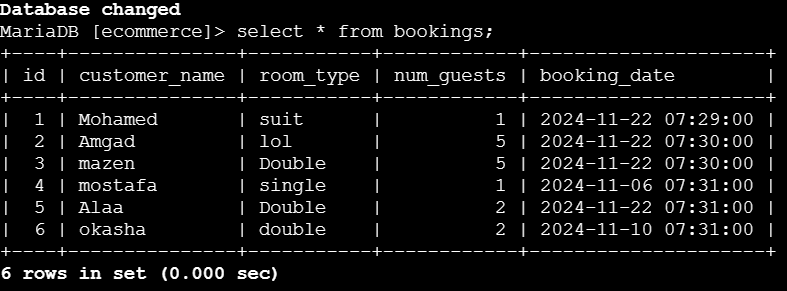 Database changed
MariaDB [ecommerce]> select * from bookings;
+----+---------------+-----------+------------+---------------------+
| id | customer_name | room_type | num_guests | booking_date        |
+----+---------------+-----------+------------+---------------------+
|  1 | Mohamed       | suit      |          1 | 2024-11-22 07:29:00 |
|  2 | Amgad         | lol       |          5 | 2024-11-22 07:30:00 |
|  3 | mazen         | Double    |          5 | 2024-11-22 07:30:00 |
|  4 | mostafa       | single    |          1 | 2024-11-06 07:31:00 |
|  5 | Alaa          | Double    |          2 | 2024-11-22 07:31:00 |
|  6 | okasha        | double    |          2 | 2024-11-10 07:31:00 |
+----+---------------+-----------+------------+---------------------+
6 rows in set (0.000 sec)